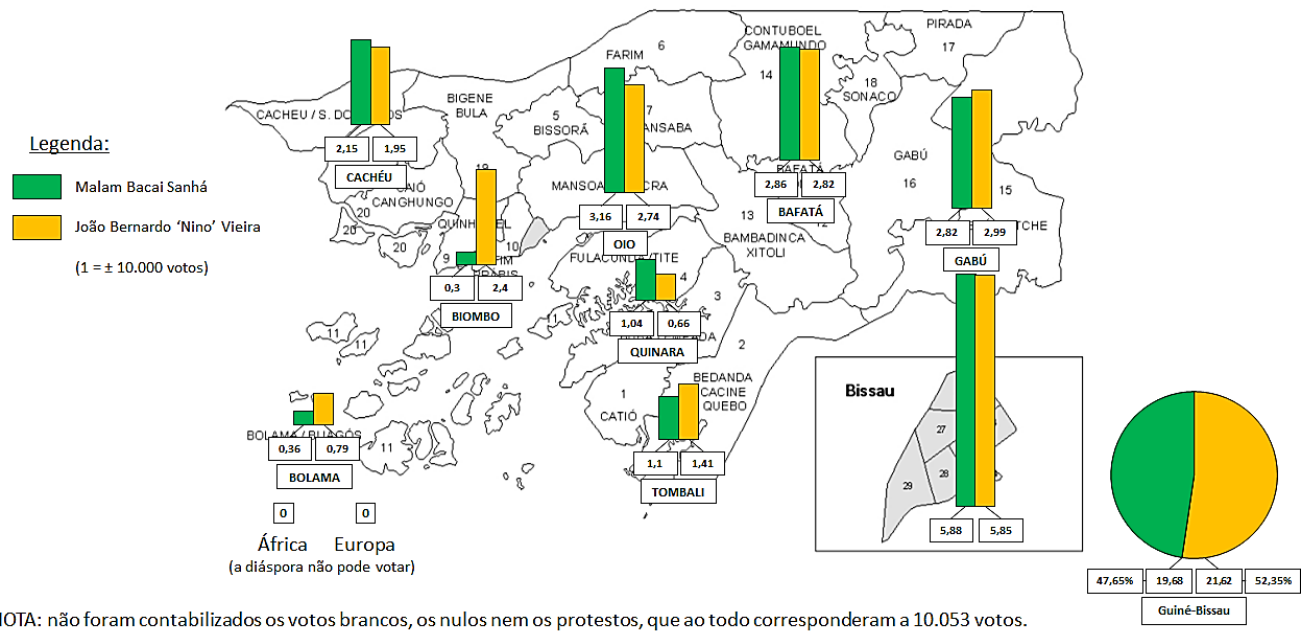 PIRADA
17
CONTUBOEL
GAMAMUNDO
14
18
SONACO
FARIM
6
7
5
BISSORÃ
BIGENE
BULA
2,15 1,95
CACHÉU
CANGHUNGO
20
20
20
Legenda:
Malam Bacai Sanhá
João Bernardo ‘Nino’ Vieira
(1 = ± 10.000 votos)
3,16 2,74
OIO
2,86 2,82
BAFATÁ
13
BAMBADINCA
XITOLI
GABÚ
16
15
2,82 2,99
GABÚ
9
10
0,3 2,4
BIOMBO
4
3
2
1,04 0,66
QUINARA
11
11
11
11
1
CATIÓ
BEDANDA
CACINE
QUEBO
1,1 1,41
TOMBALI
0,36 0,79
BOLAMA
0 0
África Europa
(a diáspora não pode votar)
Bissau
27
28
29
5,88 5,85
47,65% 19,68 21,62 52,35%
Guiné-Bissau
NOTA: não foram contabilizados os votos brancos, os nulos nem os protestos, que ao todo corresponderam a 10.053 votos.